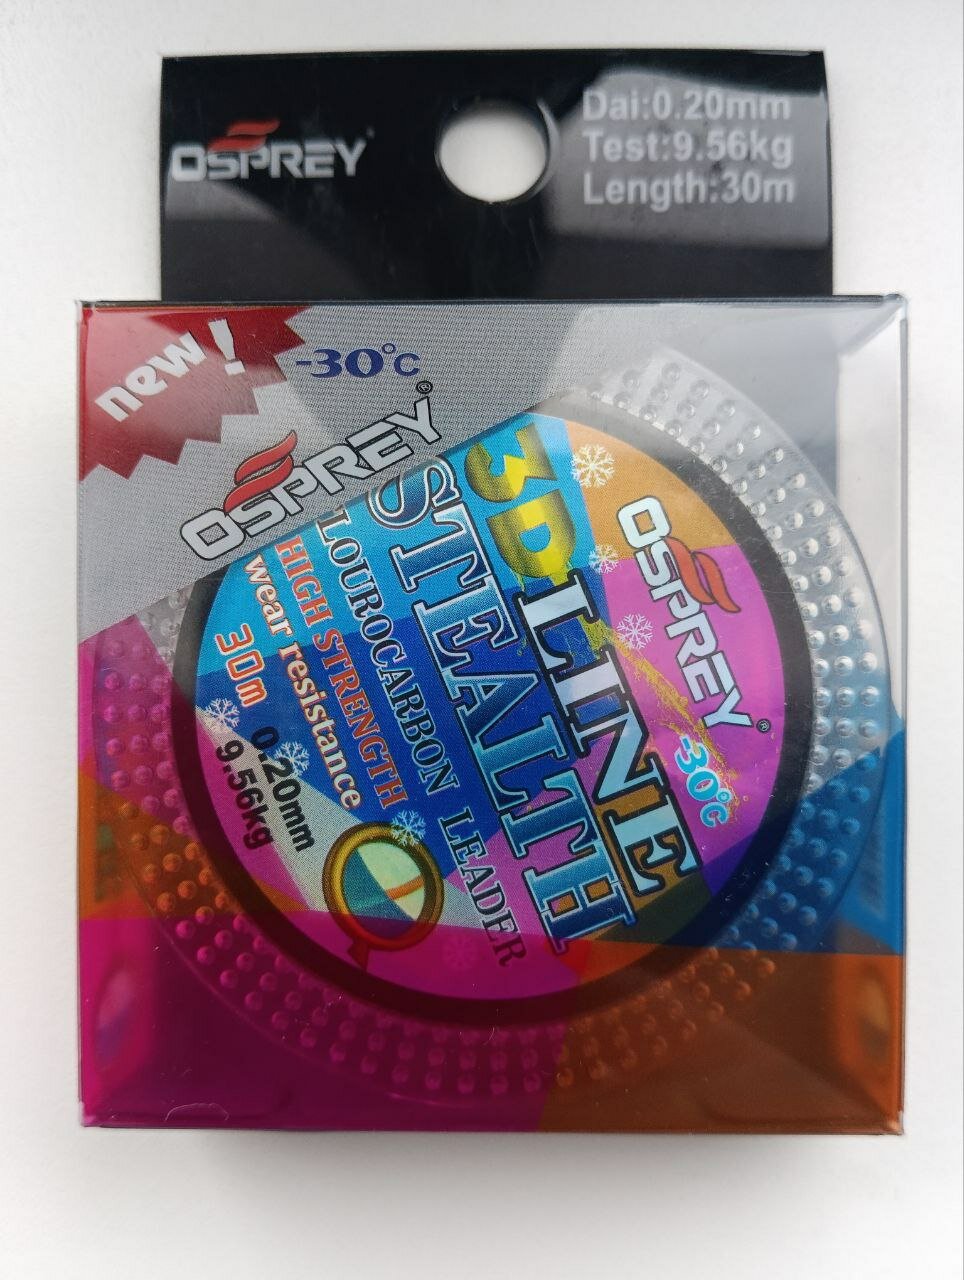 OSPREY
Dai:0.20mm
Test:9.56kg
Length:30m
new!
-30°C
OSPREY®
OSPREY®
-30°C
3D LINE
STEALTH
LOUROCARBON LEADER
HIGH STRENGTH
wear resistance
30m
0.20mm
9.56kg